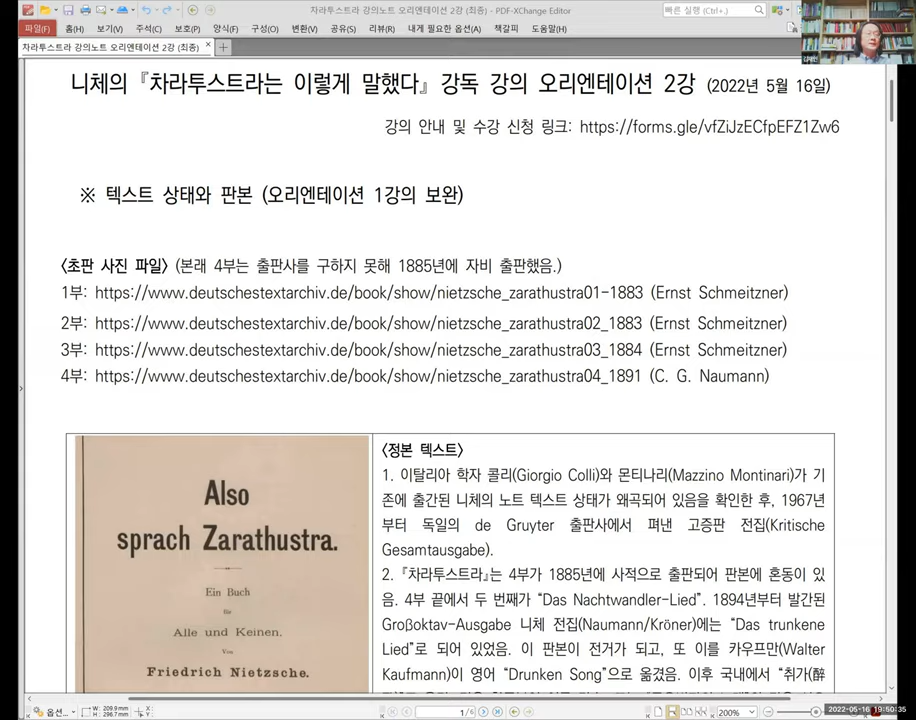 차라투스트라 강의노트 오리엔테이션 2강 (최종) - PDF-XChange Editor
빠른 실행 (Ctrl+.)
파일(F) 홈(H) 보기(V) 주석(C) 보호(P) 양식(F) 구성(O) 변환(V) 공유(S) 리뷰(R) 내게 필요한 옵션(A) 책갈피 도움말(H)
차라투스트라 강의노트 오리엔테이션 2강 (최종)
니체의 『차라투스트라는 이렇게 말했다』 강독 강의 오리엔테이션 2강 (2022년 5월 16일)
강의 안내 및 수강 신청 링크: https://forms.gle/vfZiJzECfpEFZ1Zw6
※ 텍스트 상태와 판본 (오리엔테이션 1강의 보완)
<초판 사진 파일> (본래 4부는 출판사를 구하지 못해 1885년에 자비 출판했음.)
1부: https://www.deutschestextarchiv.de/book/show/nietzsche_zarathustra01-1883 (Ernst Schmeitzner)
2부: https://www.deutschestextarchiv.de/book/show/nietzsche_zarathustra02_1883 (Ernst Schmeitzner)
3부: https://www.deutschestextarchiv.de/book/show/nietzsche_zarathustra03_1884 (Ernst Schmeitzner)
4부: https://www.deutschestextarchiv.de/book/show/nietzsche_zarathustra04_1891 (C. G. Naumann)
Also
sprach Zarathustra.
Ein Buch
für
Alle und Keinen.
Von
Friedrich Nietzsche.
<정본 텍스트>
1. 이탈리아 학자 콜리(Giorgio Colli)와 몬티나리(Mazzino Montinari)가 기
존에 출간된 니체의 노트 텍스트 상태가 왜곡되어 있음을 확인한 후, 1967년
부터 독일의 de Gruyter 출판사에서 펴낸 고증판 전집(Kritische
Gesamtausgabe).
2. 『차라투스트라』는 4부가 1885년에 사적으로 출판되어 판본에 혼동이 있
음. 4부 끝에서 두 번째가 “Das Nachtwandler-Lied”. 1894년부터 발간된
Großoktav-Ausgabe 니체 전집(Naumann/Kröner)에는 “Das trunkene
Lied”로 되어 있었음. 이 판본이 전거가 되고, 또 이를 카우프만(Walter
Kaufmann)이 영어 “Drunken Song”으로 옮겼음. 이후 국내에서 “취가(醉
옵션...
209.9mm
296.7mm
X:
Y:
1/6
200%
2022-05-16 19:50:35